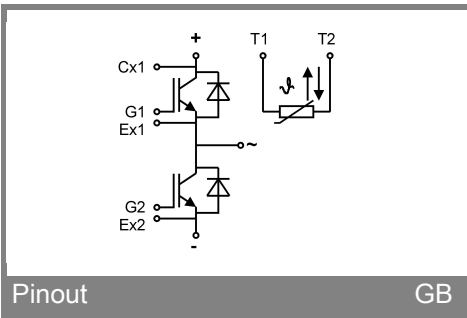 +
T1 T2
Cx1
ϑ
G1
Ex1
~
G2
Ex2
-
Pinout GB